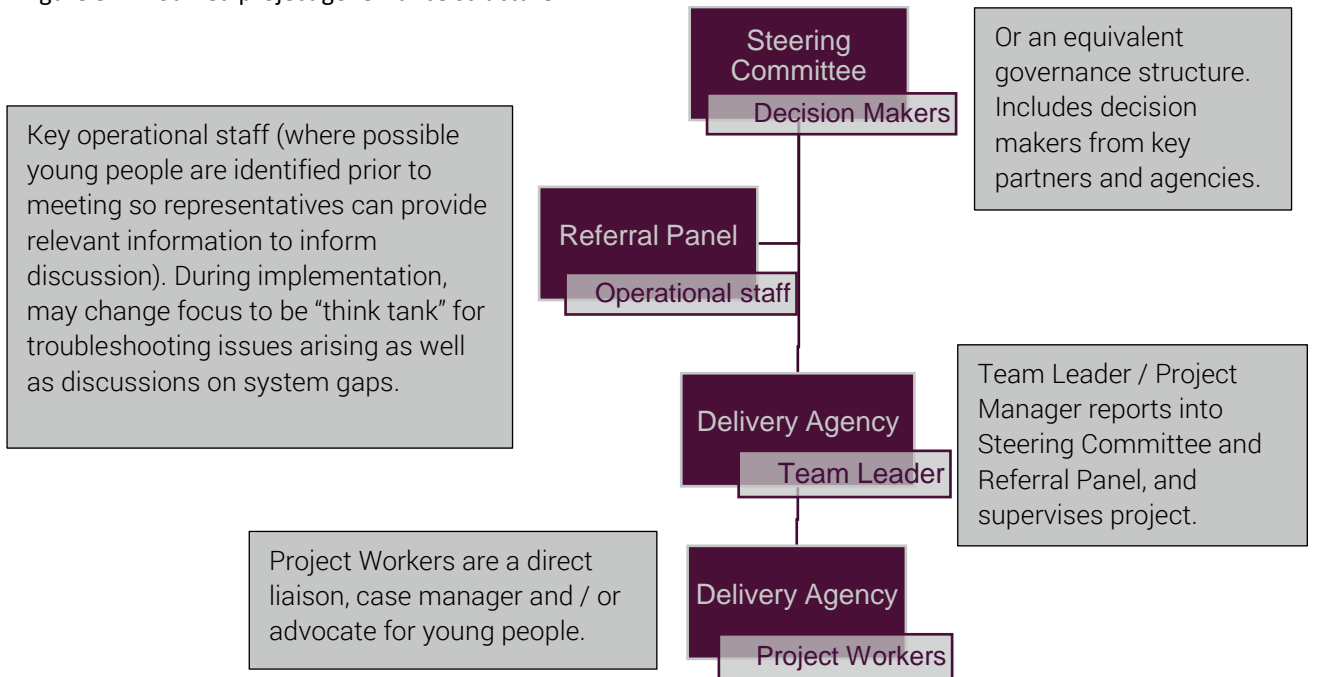 Steering
Committee
Decision Makers
Or an equivalent
governance structure.
Includes decision
makers from key
partners and agencies.
Key operational staff (where possible
young people are identified prior to
meeting so representatives can provide
relevant information to inform
discussion). During implementation,
may change focus to be “think tank” for
troubleshooting issues arising as well
as discussions on system gaps.
Referral Panel
Operational staff
Delivery Agency
Team Leader
Team Leader / Project
Manager reports into
Steering Committee and
Referral Panel, and
supervises project.
Project Workers are a direct
liaison, case manager and / or
advocate for young people.
Delivery Agency
Project Workers